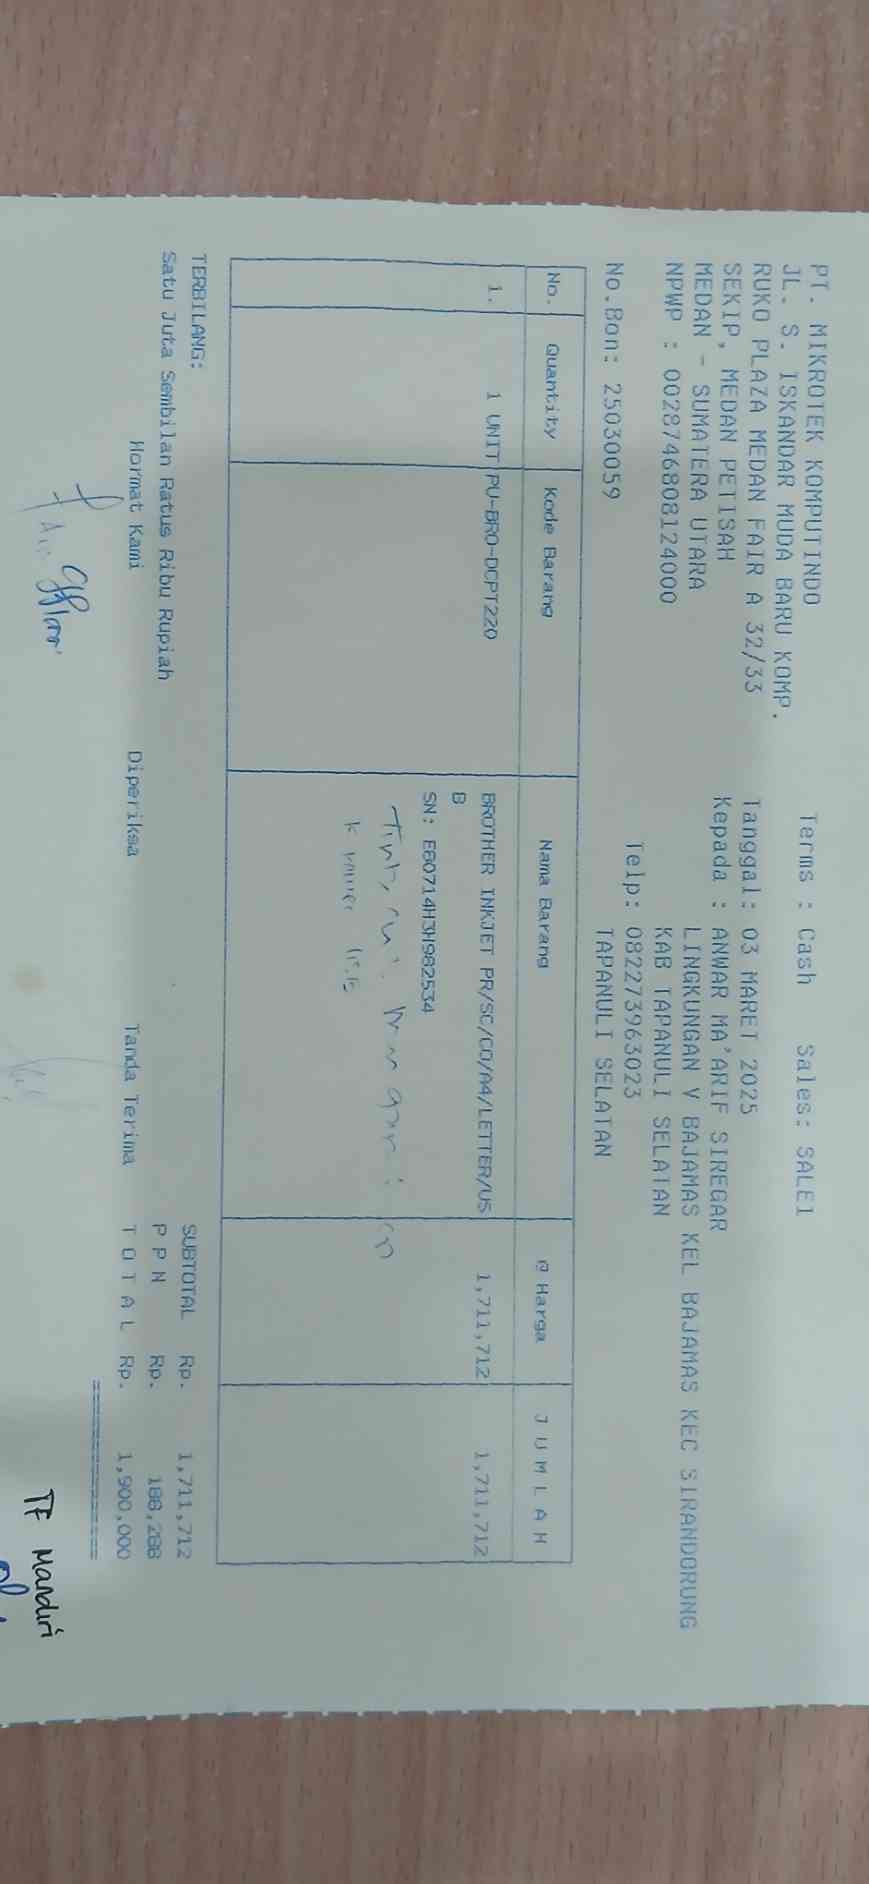 PT. MIKROTEK KOMPUTINDO
JL. S. ISKANDAR MUDA BARU KOMP.
RUKO PLAZA MEDAN FAIR A 32/33
SEKIP, MEDAN PETISAH
MEDAN - SUMATERA UTARA
NPWP : 0028746808124000
No.Bon: 25030059
Terms : Cash Sales: SALE1
Tanggal: 03 MARET 2025
Kepada : ANWAR MA'ARIF SIREGAR
LINGKUNGAN V BAJAMAS KEL BAJAMAS KEC SIRANDORUNG
KAB TAPANULI SELATAN
Telp: 082273963023
TAPANULI SELATAN
No. Quantity Kode Barang Nama Barang @ Harga J U M L A H
1. 1 UNIT PU-BRO-DCPT220 BROTHER INKJET PR/SC/CO/A4/LETTER/US 1,711,712 1,711,712
B
SN: E80714H3H982534
TERBILANG:
Satu Juta Sembilan Ratus Ribu Rupiah
SUBTOTAL Rp. 1,711,712
P P N Rp. 188,288
T O T A L Rp. 1,900,000
Hormat Kami Diperiksa Tanda Terima
TF Mandiri